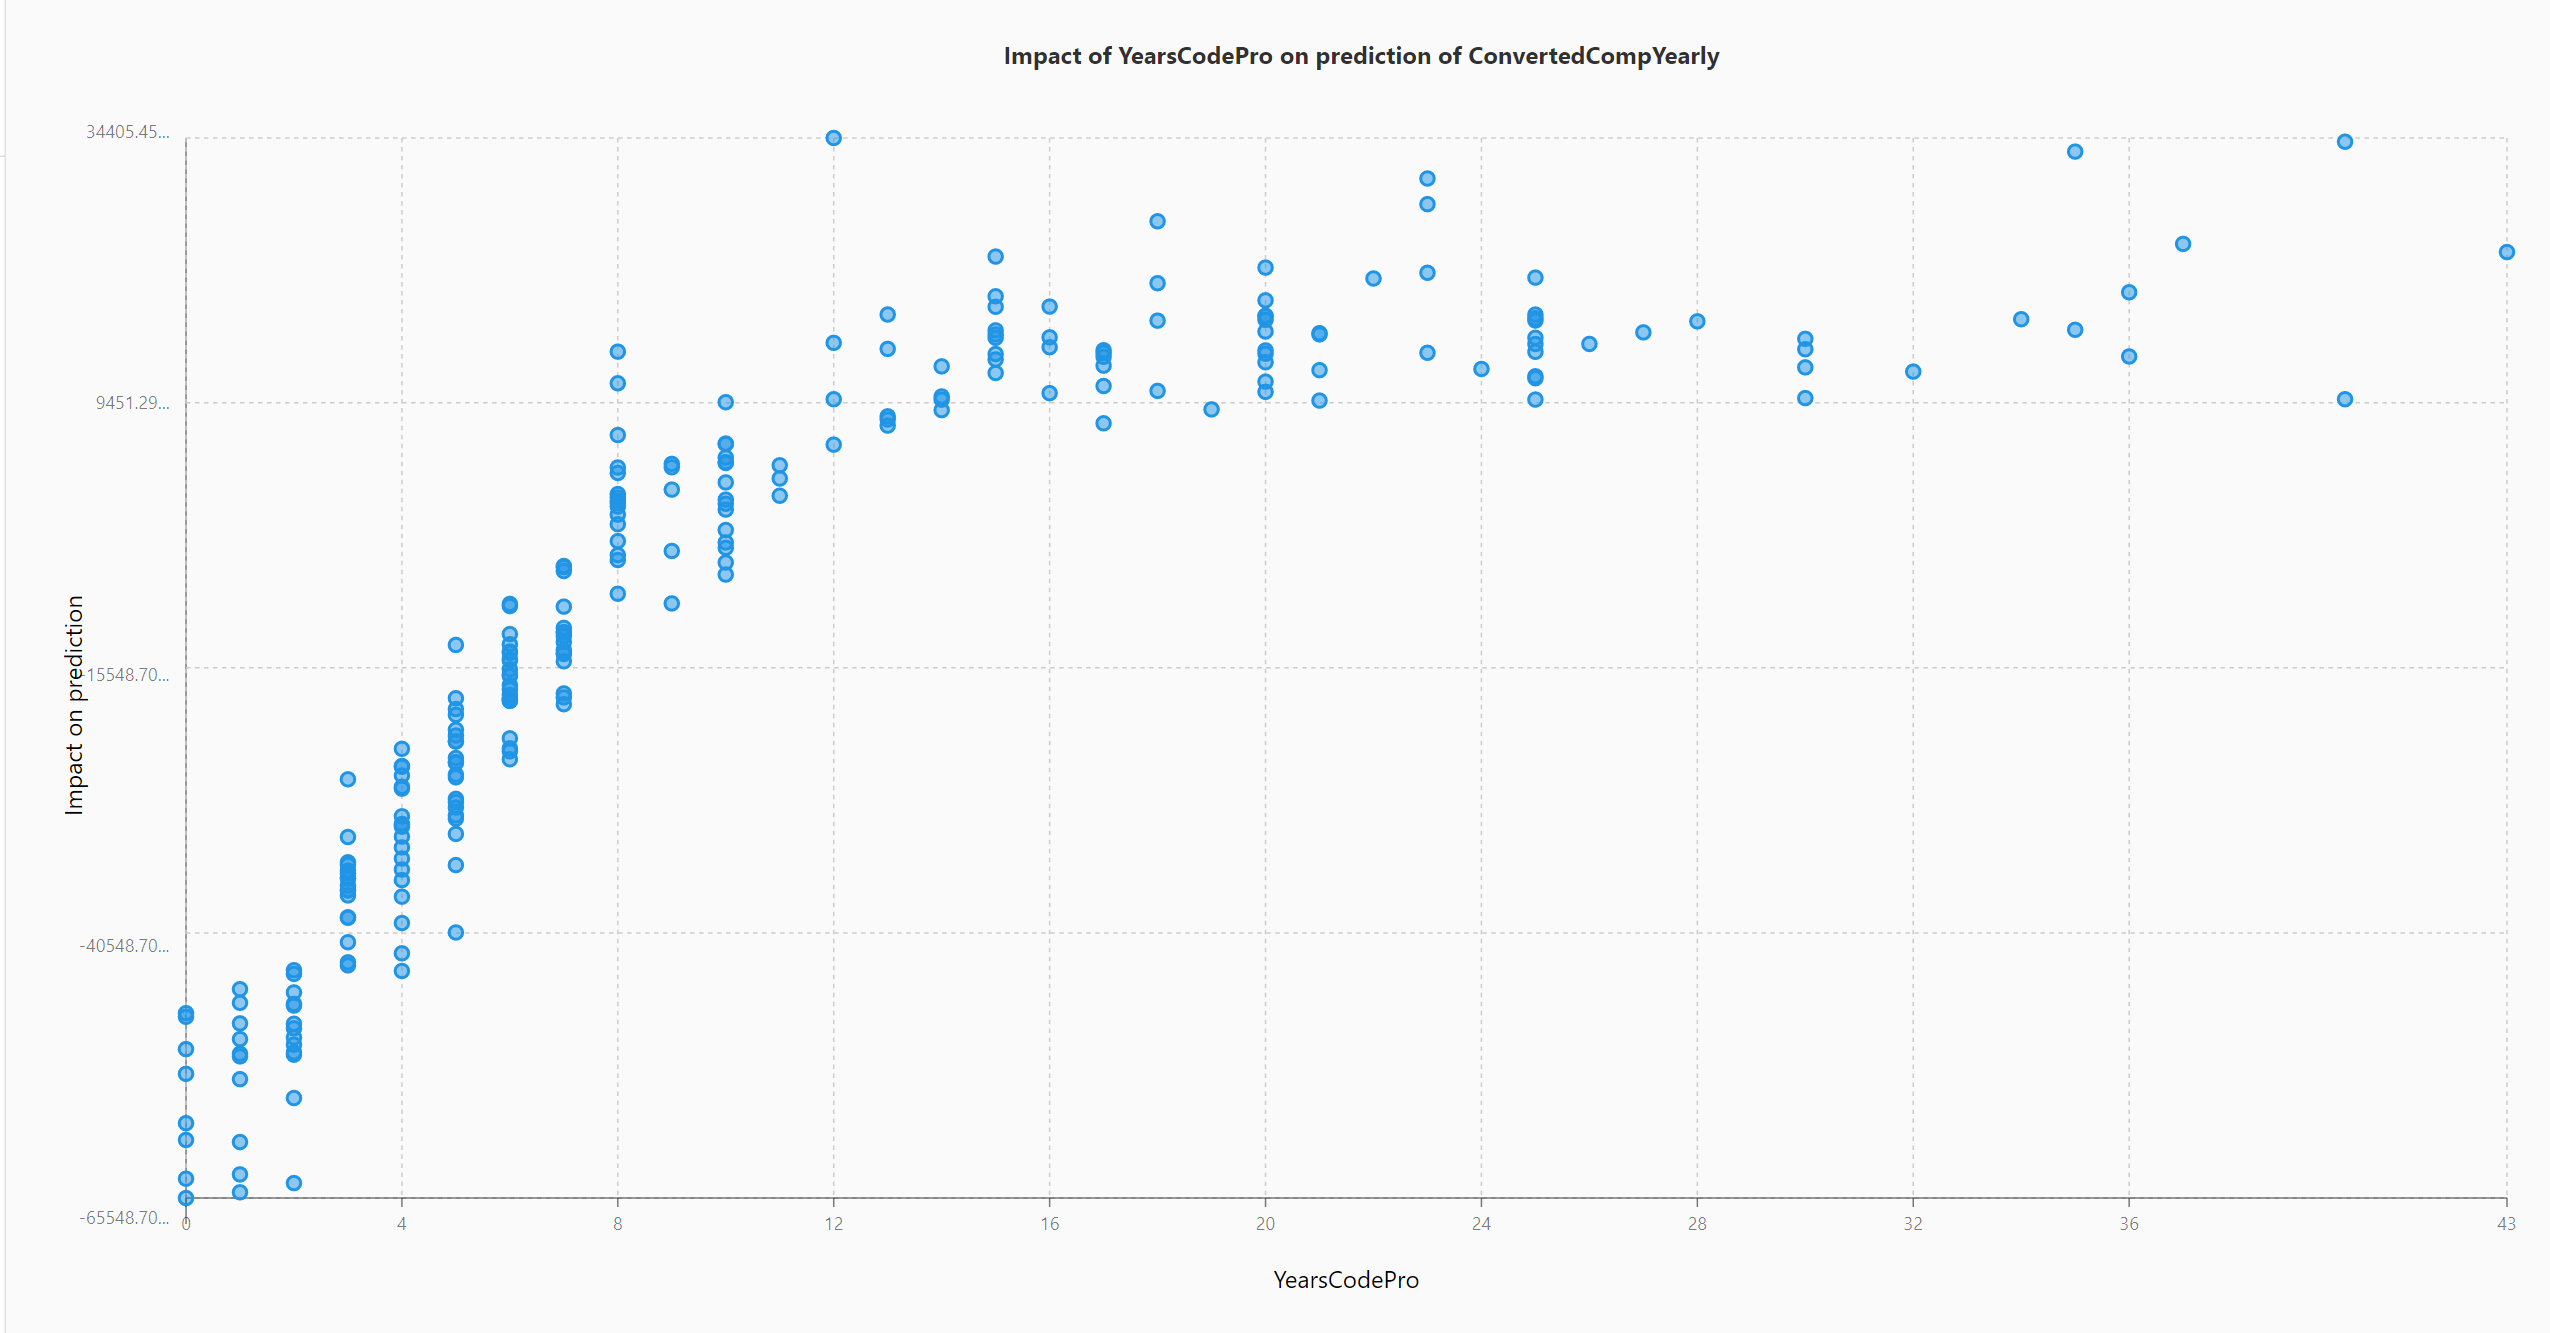 Impact of YearsCodePro on prediction of ConvertedCompYearly
34405.45...
9451.29...
-15548.70...
-40548.70...
-65548.70...
Impact on prediction
0 4 8 12 16 20 24 28 32 36 43
YearsCodePro